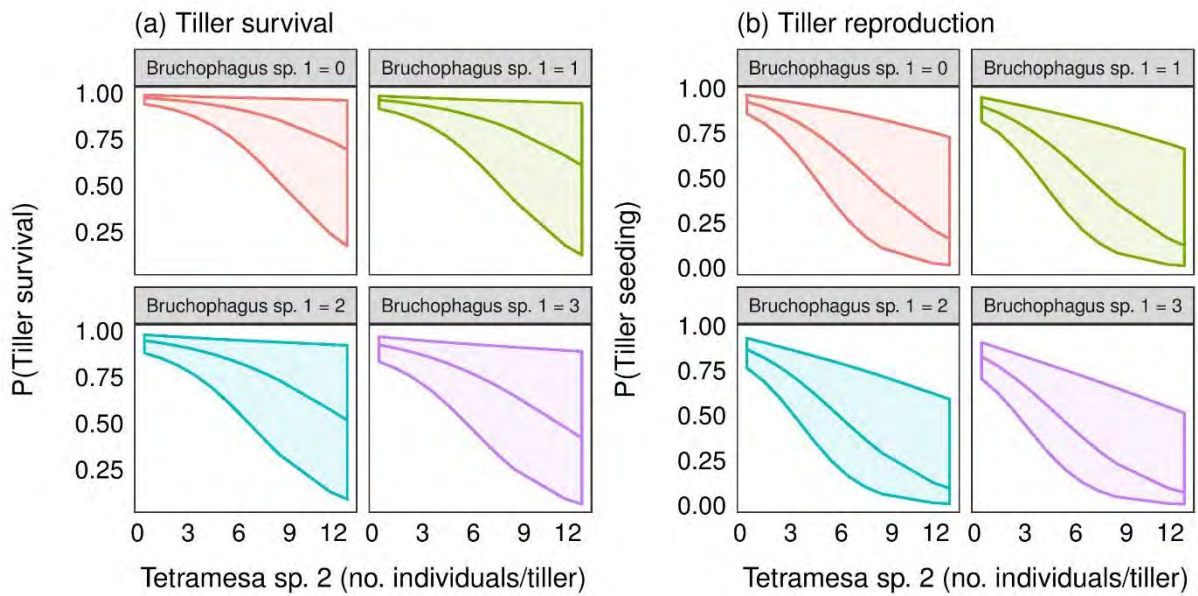 (a) Tiller survival
(b) Tiller reproduction
Bruchophagus sp. 1 = 0
Bruchophagus sp. 1 = 1
Bruchophagus sp. 1 = 0
Bruchophagus sp. 1 = 1
P(Tiller survival)
1.00
0.75
0.50
0.25
P(Tiller seeding)
1.00
0.75
0.50
0.25
0.00
Bruchophagus sp. 1 = 2
Bruchophagus sp. 1 = 3
Bruchophagus sp. 1 = 2
Bruchophagus sp. 1 = 3
1.00
0.75
0.50
0.25
1.00
0.75
0.50
0.25
0.00
0 3 6 9 12 0 3 6 9 12
0 3 6 9 12 0 3 6 9 12
Tetramesa sp. 2 (no. individuals/tiller)
Tetramesa sp. 2 (no. individuals/tiller)